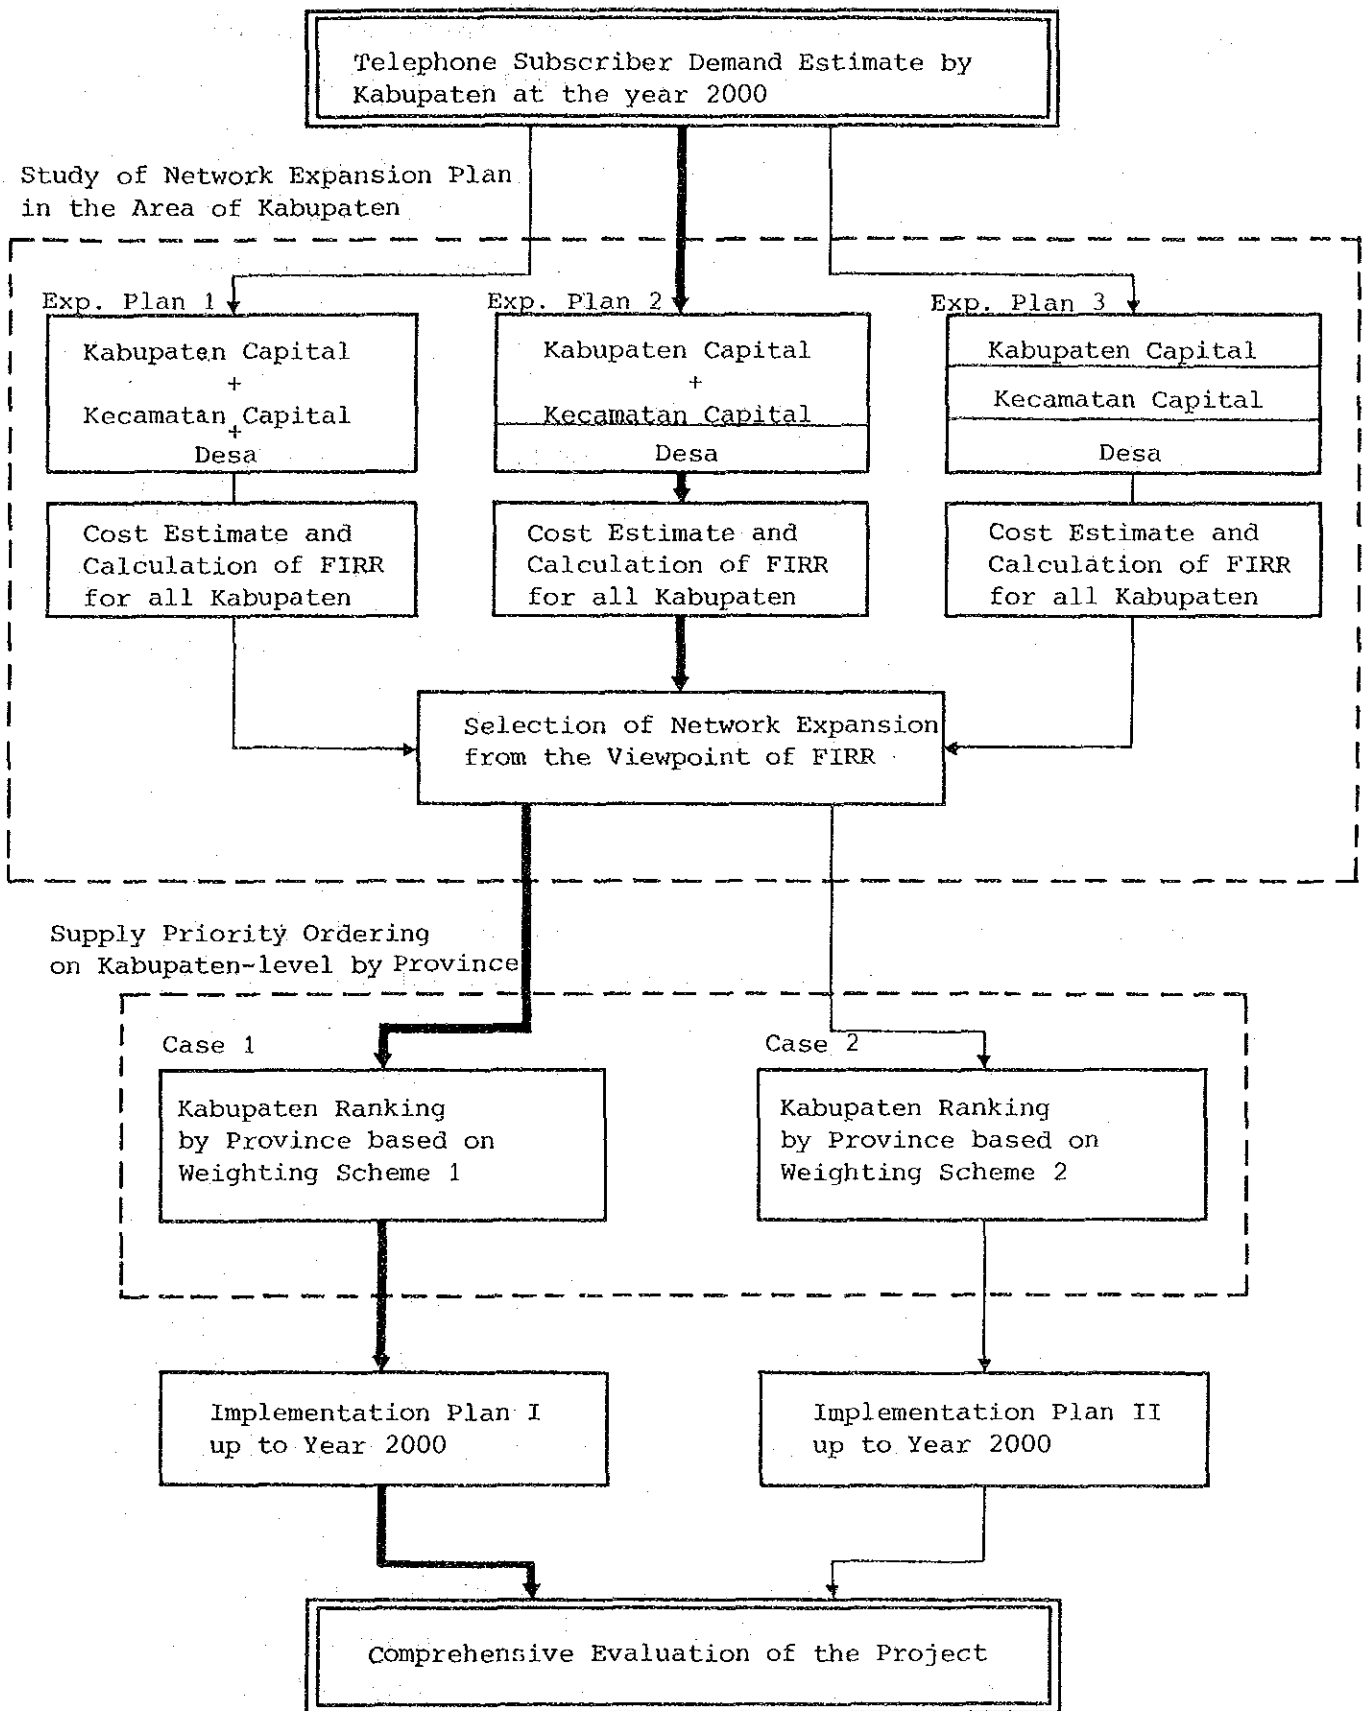 Telephone Subscriber Demand Estimate by
Kabupaten at the year 2000
Study of Network Expansion Plan
in the Area of Kabupaten
Exp. Plan 1
Kabupaten Capital
+
Kecamatan Capital
+
Desa
Cost Estimate and
Calculation of FIRR
for all Kabupaten
Exp. Plan 2
Kabupaten Capital
+
Kecamatan Capital
Desa
Cost Estimate and
Calculation of FIRR
for all Kabupaten
Exp. Plan 3
Kabupaten Capital
Kecamatan Capital
Desa
Cost Estimate and
Calculation of FIRR
for all Kabupaten
Selection of Network Expansion
from the Viewpoint of FIRR
Supply Priority Ordering
on Kabupaten-level by Province
Case 1
Kabupaten Ranking
by Province based on
Weighting Scheme 1
Case 2
Kabupaten Ranking
by Province based on
Weighting Scheme 2
Implementation Plan I
up to Year 2000
Implementation Plan II
up to Year 2000
Comprehensive Evaluation of the Project